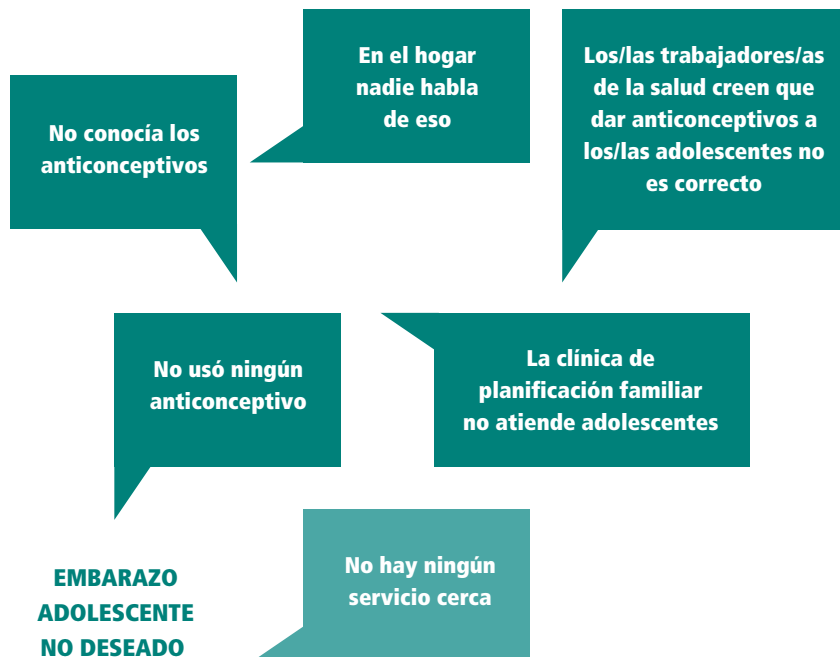 En el hogar
nadie habla
de eso
Los/las trabajadores/as
de la salud creen que
dar anticonceptivos a
los/las adolescentes no
es correcto
No conocía los
anticonceptivos
No usó ningún
anticonceptivo
La clínica de
planificación familiar
no atiende adolescentes
No hay ningún
servicio cerca
EMBARAZO
ADOLESCENTE
NO DESEADO